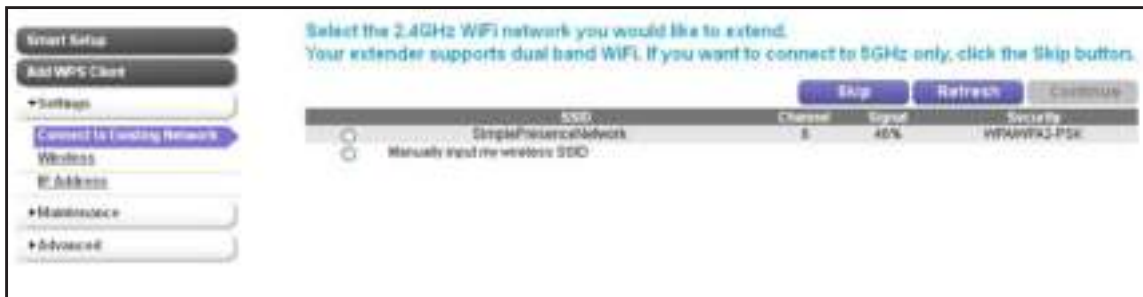 Smart Setup
Add WPS Client
Settings
Connect to Existing Network
Wireless
IP Address
Maintenance
Advanced
Select the 2.4GHz WiFi network you would like to extend.
Your extender supports dual band WiFi. If you want to connect to 5GHz only, click the Skip button.
Skip Refresh Continue
SSID Channel Signal Security
SimplePresenceNetwork 46% WPA/WPA2-PSK
Manually input my wireless SSID